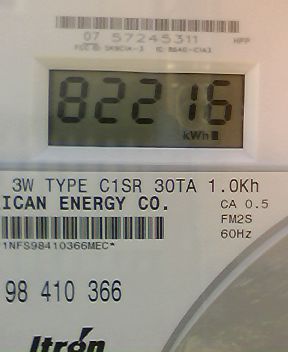 07 57245311 HPP
82216
kWh
3W TYPE C1SR 30TA 1.0Kh
ICAN ENERGY CO. CA 0.5
FM2S
60Hz
1NFS98410366MEC*
98 410 366
Itron